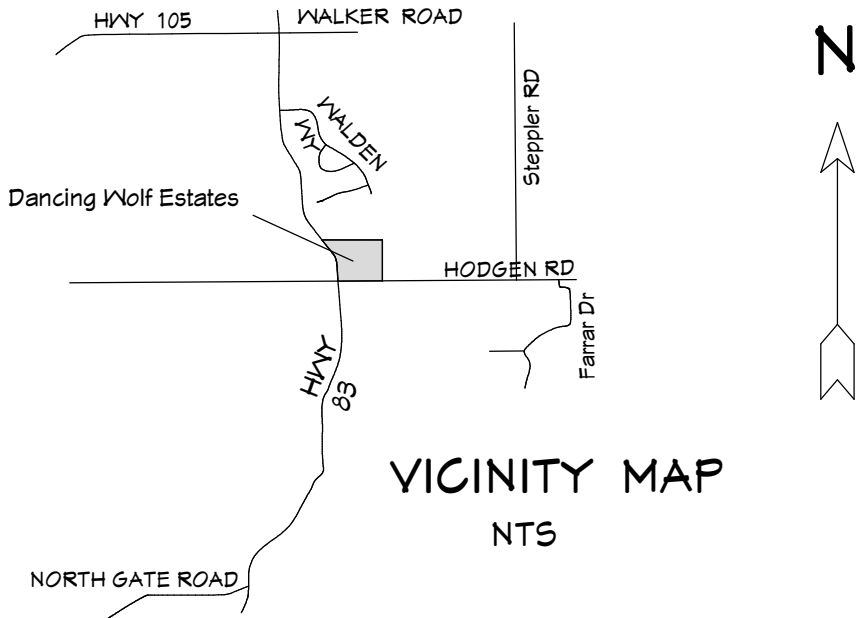 HWY 105
WALKER ROAD
N
WALDEN
WY
Steppler RD
Dancing Wolf Estates
HODGEN RD
Farrar Dr
HWY
83
VICINITY MAP
NTS
NORTH GATE ROAD